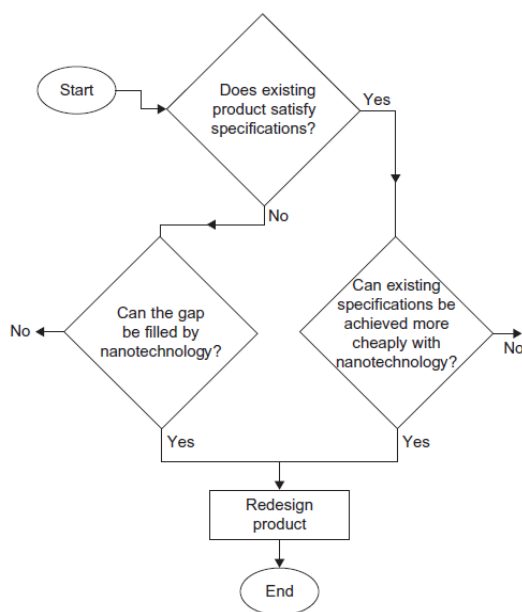 Start
Does existing
product satisfy
specifications?
Yes
No
Can the gap
be filled by
nanotechnology?
No
Can existing
specifications be
achieved more
cheaply with
nanotechnology?
No
Yes
Yes
Redesign
product
End